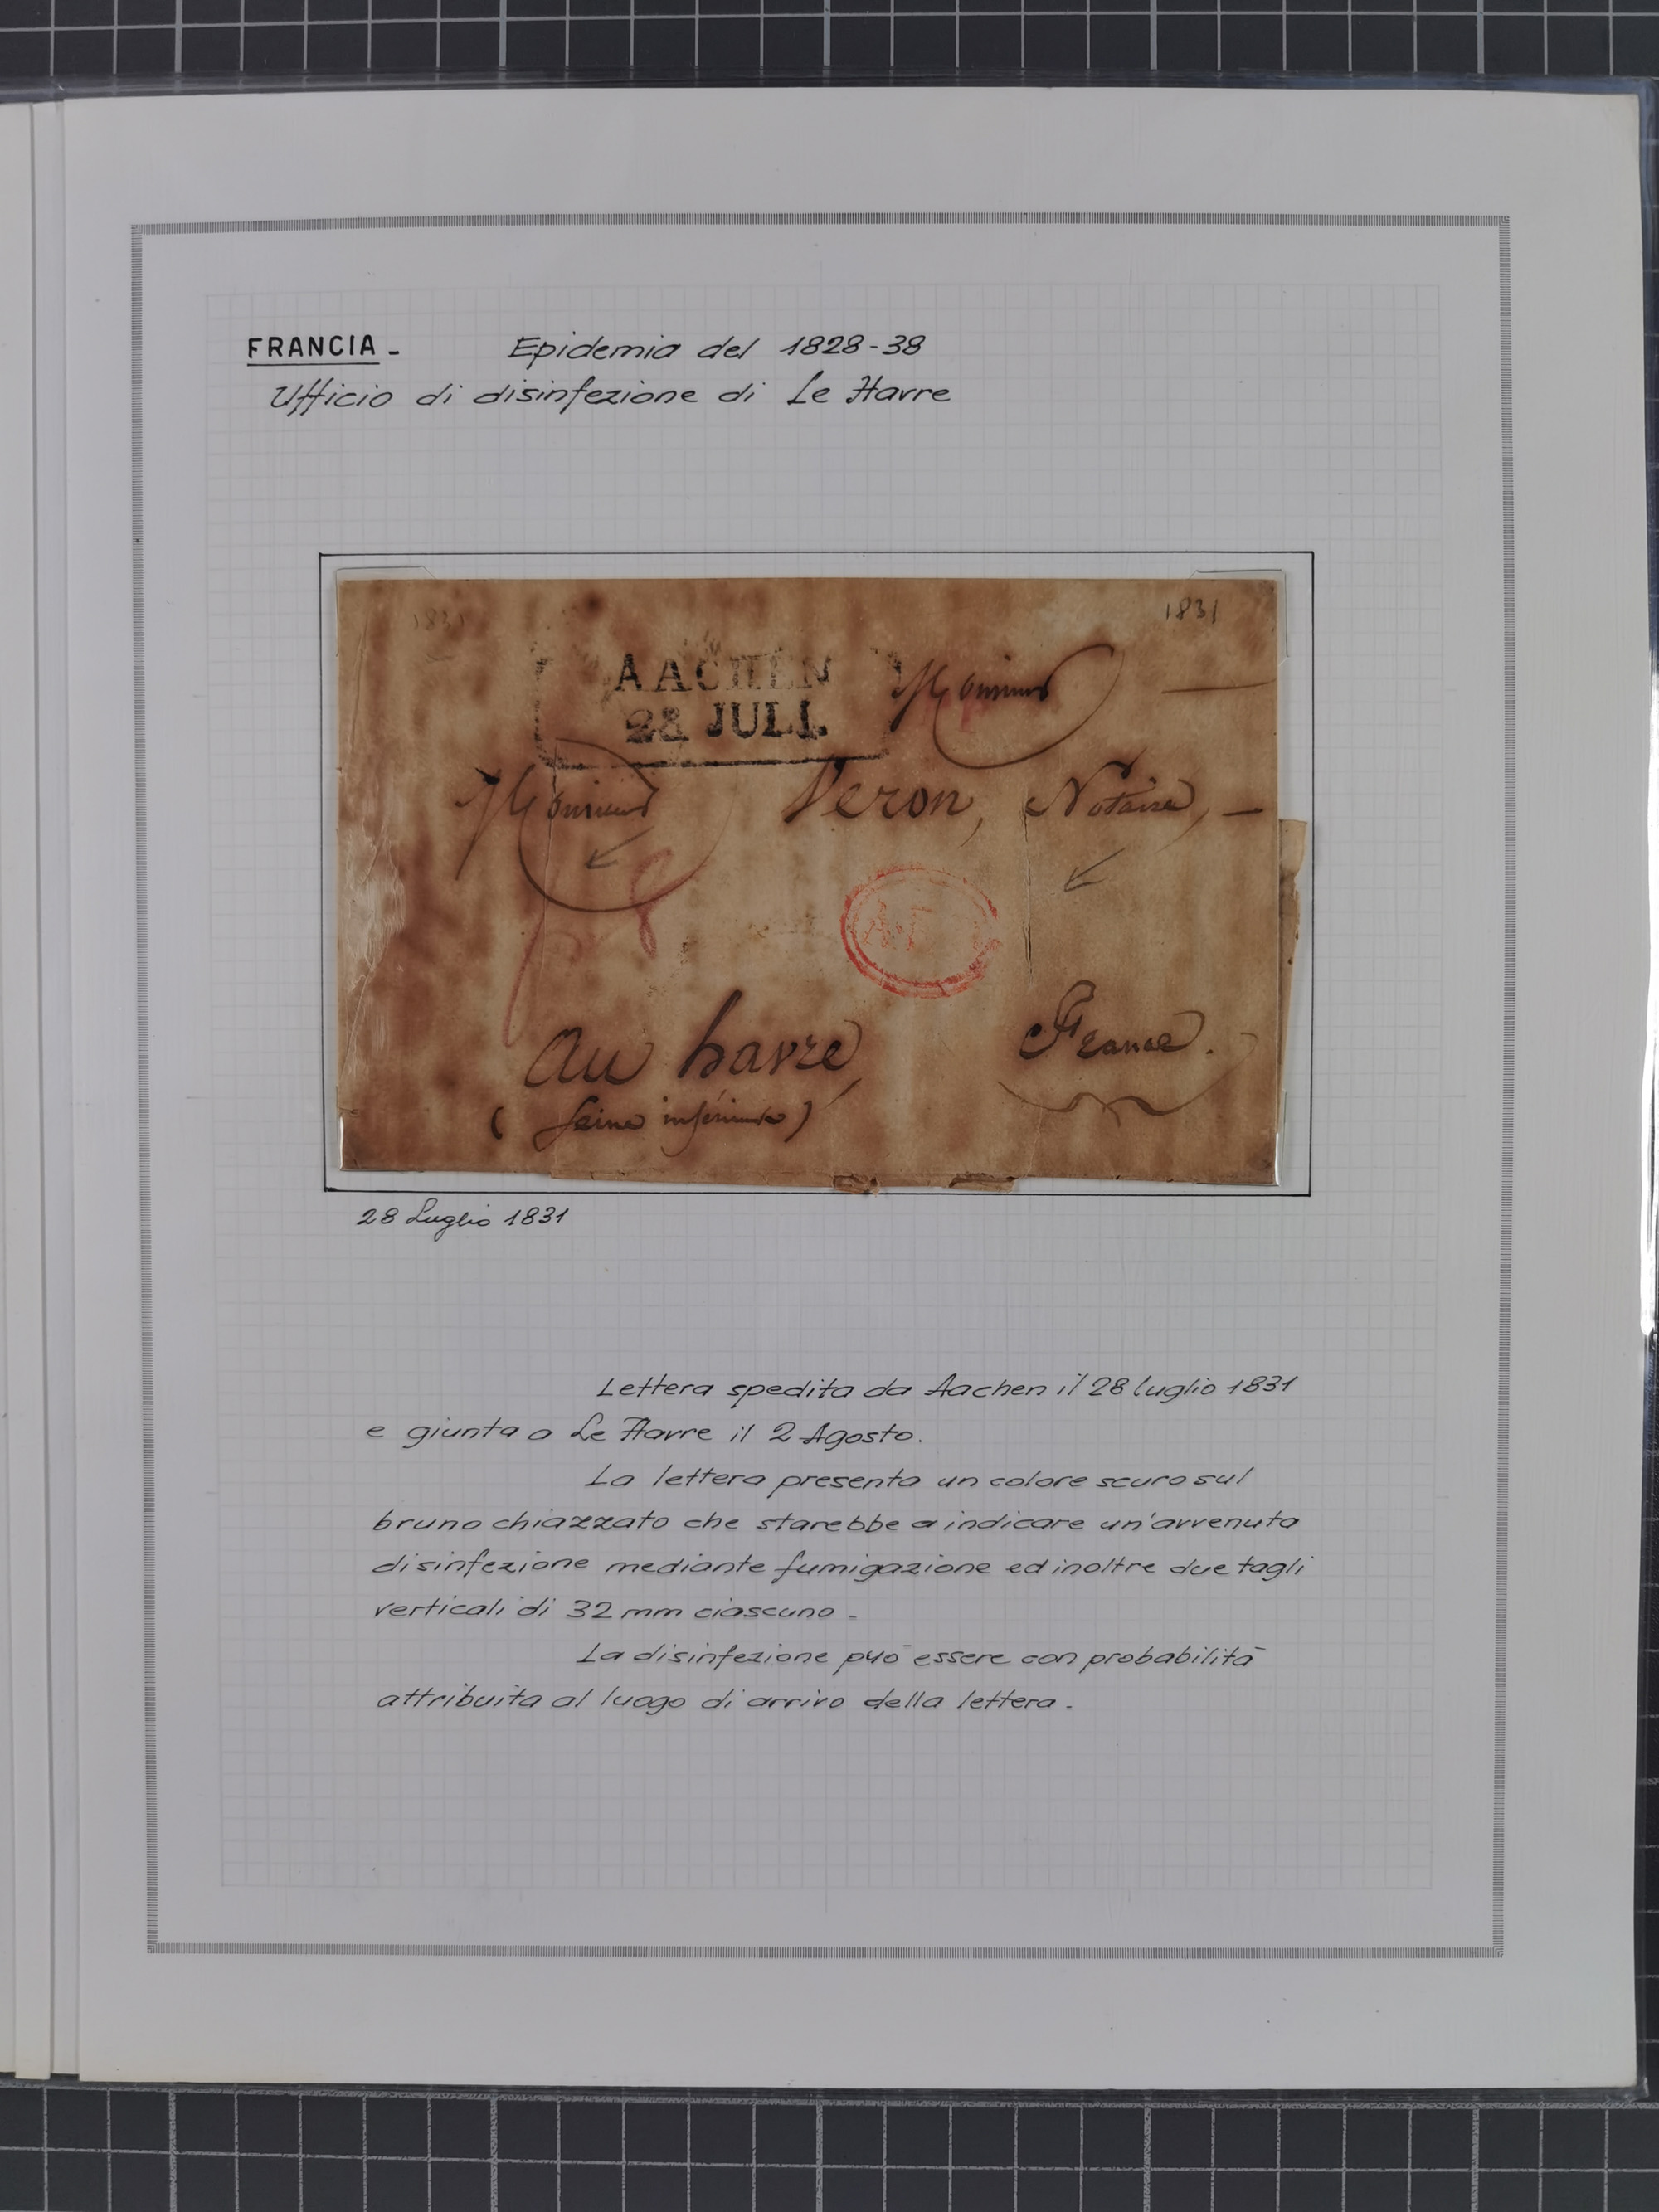 FRANCIA - Epidemia del 1828-38
Ufficio di disinfezione di Le Havre
1831 1831
AACHEN
28 JULI.
Monsieur
Monsieur Veron, Notaire, —
au havre France.
( Seine inférieure )
28 Luglio 1831
Lettera spedita da Aachen il 28 luglio 1831
e giunta a Le Havre il 2 Agosto.
La lettera presenta un colore scuro sul
bruno chiazzato che starebbe a indicare un'avvenuta
disinfezione mediante fumigazione ed inoltre due tagli
verticali di 32 mm ciascuno -
La disinfezione può essere con probabilità
attribuita al luogo di arrivo della lettera -